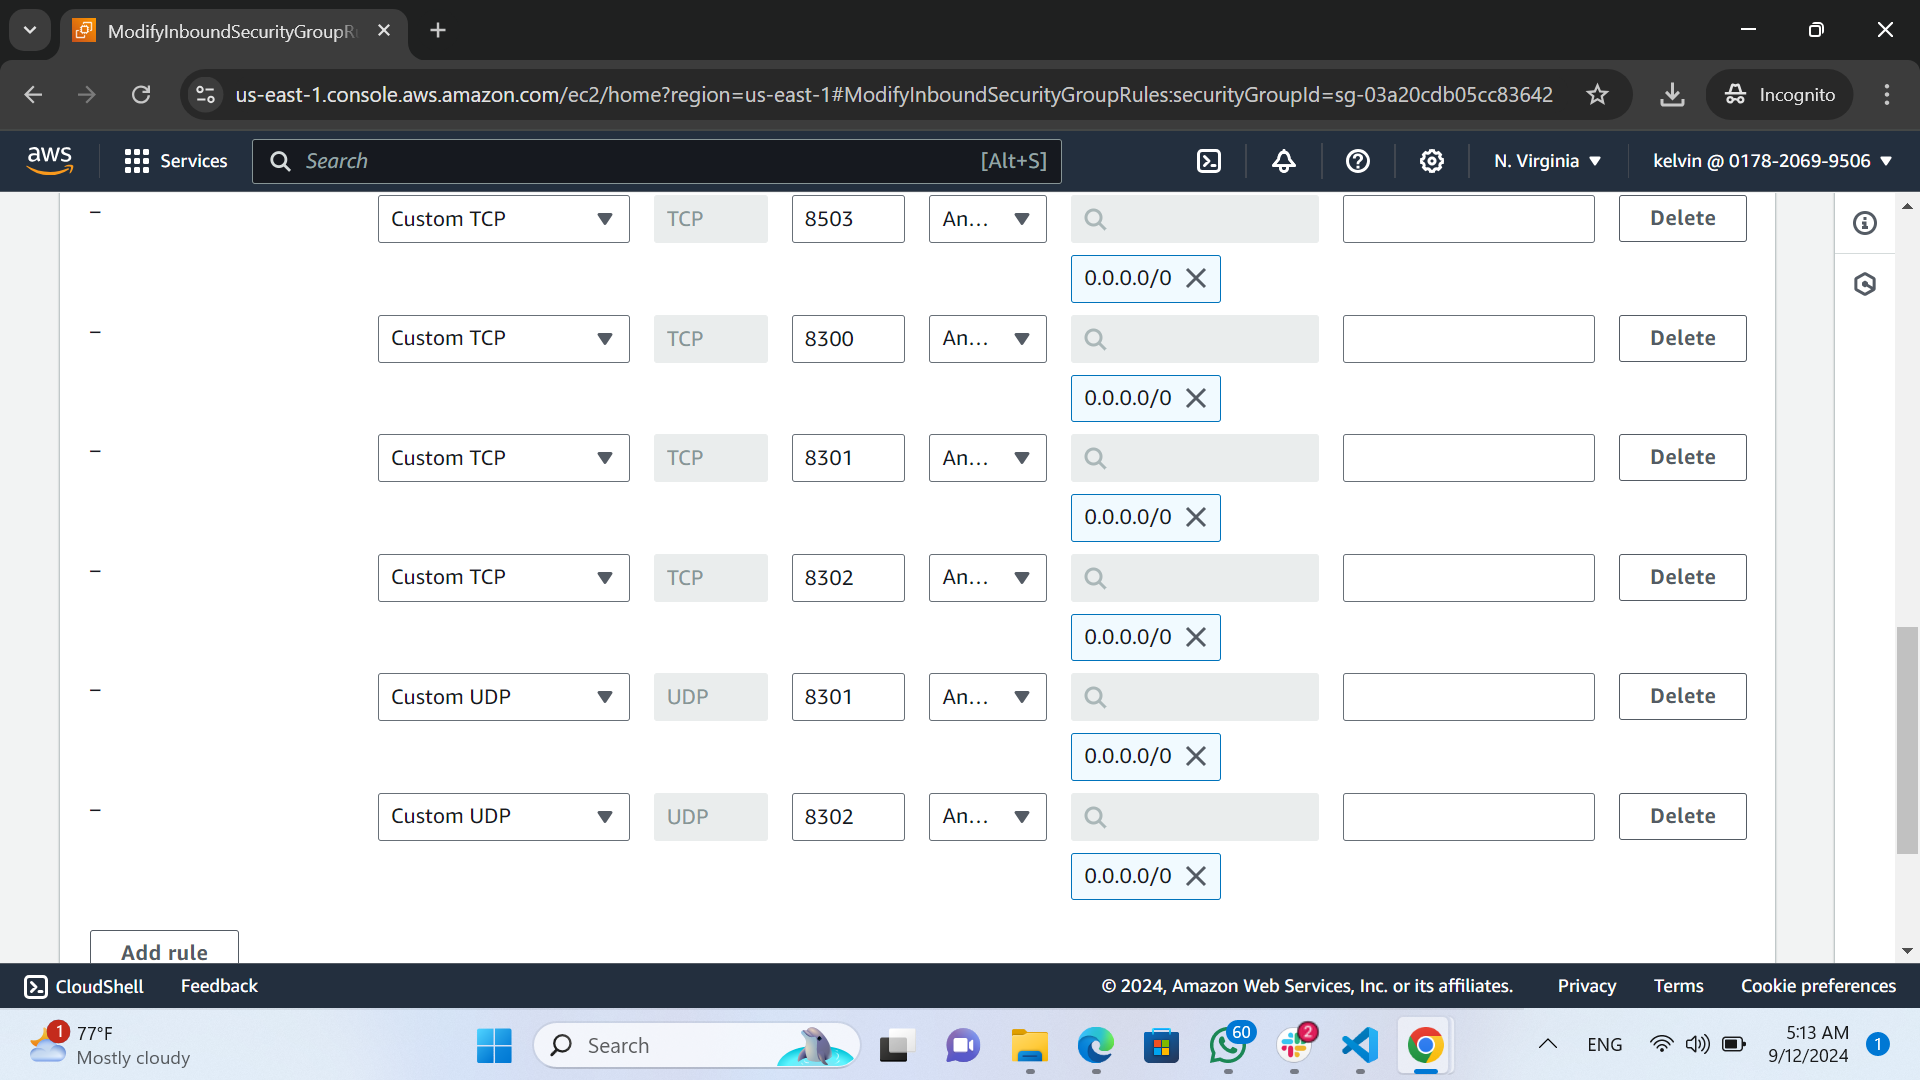 ModifyInboundSecurityGroupR
us-east-1.console.aws.amazon.com/ec2/home?region=us-east-1#ModifyInboundSecurityGroupRules:securityGroupId=sg-03a20cdb05cc83642
Incognito
aws
Services
Search
[Alt+S]
N. Virginia
kelvin @ 0178-2069-9506
– Custom TCP TCP 8503 An... Delete
0.0.0.0/0
– Custom TCP TCP 8300 An... Delete
0.0.0.0/0
– Custom TCP TCP 8301 An... Delete
0.0.0.0/0
– Custom TCP TCP 8302 An... Delete
0.0.0.0/0
– Custom UDP UDP 8301 An... Delete
0.0.0.0/0
– Custom UDP UDP 8302 An... Delete
0.0.0.0/0
Add rule
CloudShell Feedback © 2024, Amazon Web Services, Inc. or its affiliates. Privacy Terms Cookie preferences
1
77°F
Mostly cloudy
Search
60
2
ENG
5:13 AM
9/12/2024
1